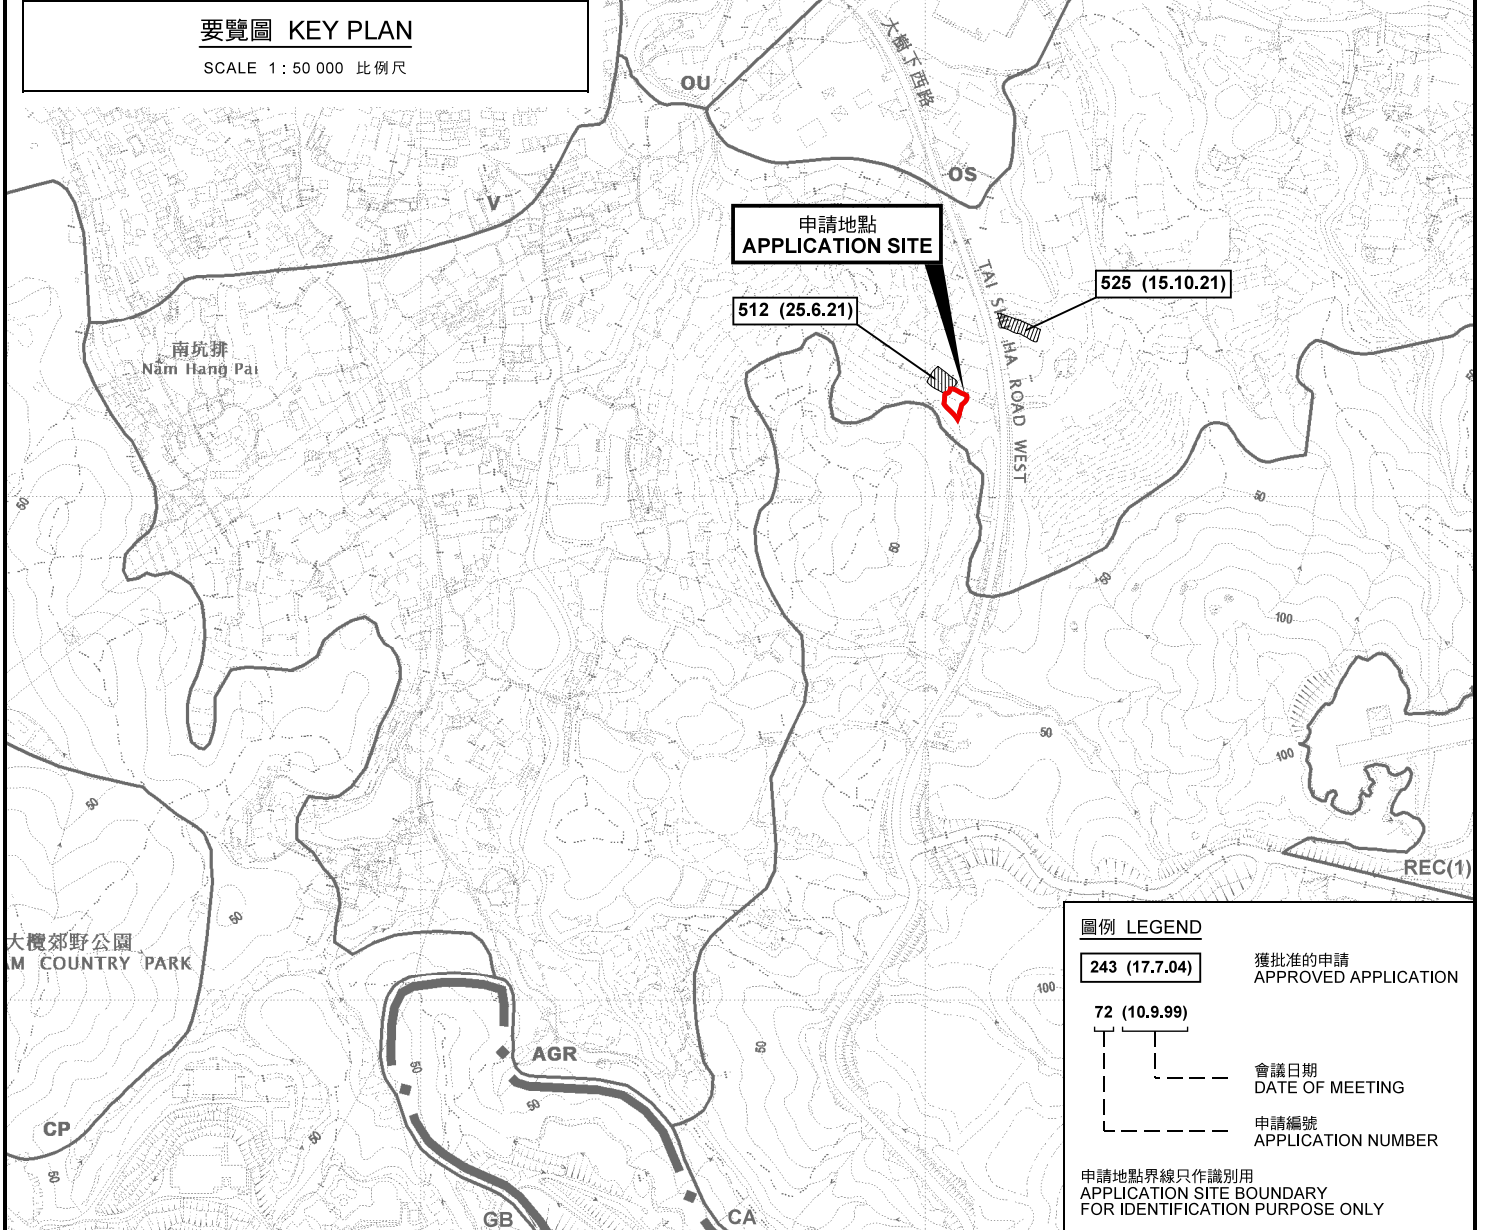 要覽圖 KEY PLAN
SCALE 1 : 50 000 比例尺
大樹下西路
OU
OS
V
申請地點
APPLICATION SITE
525 (15.10.21)
512 (25.6.21)
TAI SHU HA ROAD WEST
南坑排
Nam Hang Pai
50
50
50
60
50
100
50
100
50
REC(1)
50
大欖郊野公園
AM COUNTRY PARK
100
50
AGR
50
50
50
CP
60
GB
CA
圖例 LEGEND
243 (17.7.04)
獲批准的申請
APPROVED APPLICATION
72 (10.9.99)
會議日期
DATE OF MEETING
申請編號
APPLICATION NUMBER
申請地點界線只作識別用
APPLICATION SITE BOUNDARY
FOR IDENTIFICATION PURPOSE ONLY